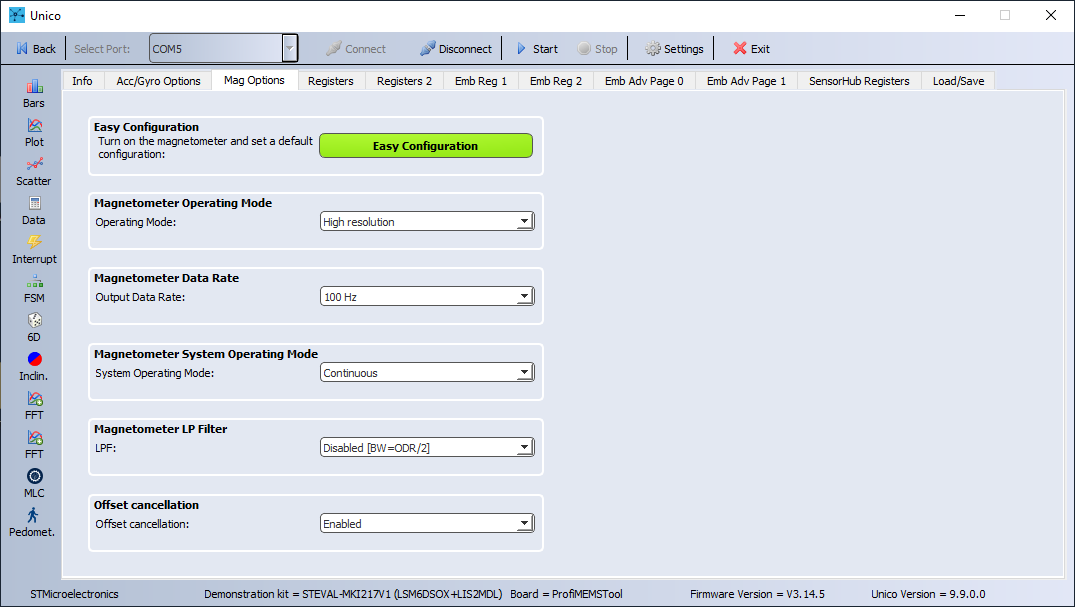 Unico
Back Select Port: COM5 Connect Disconnect Start Stop Settings Exit
Info Acc/Gyro Options Mag Options Registers Registers 2 Emb Reg 1 Emb Reg 2 Emb Adv Page 0 Emb Adv Page 1 SensorHub Registers Load/Save
Bars
Plot
Scatter
Data
Interrupt
FSM
6D
Inclin.
FFT
FFT
MLC
Pedomet.
Easy Configuration
Turn on the magnetometer and set a default
configuration:
Easy Configuration
Magnetometer Operating Mode
Operating Mode: High resolution
Magnetometer Data Rate
Output Data Rate: 100 Hz
Magnetometer System Operating Mode
System Operating Mode: Continuous
Magnetometer LP Filter
LPF: Disabled [BW=ODR/2]
Offset cancellation
Offset cancellation: Enabled
STMicroelectronics Demonstration kit = STEVAL-MKI217V1 (LSM6DSOX+LIS2MDL) Board = ProfiMEMSTool Firmware Version = V3.14.5 Unico Version = 9.9.0.0